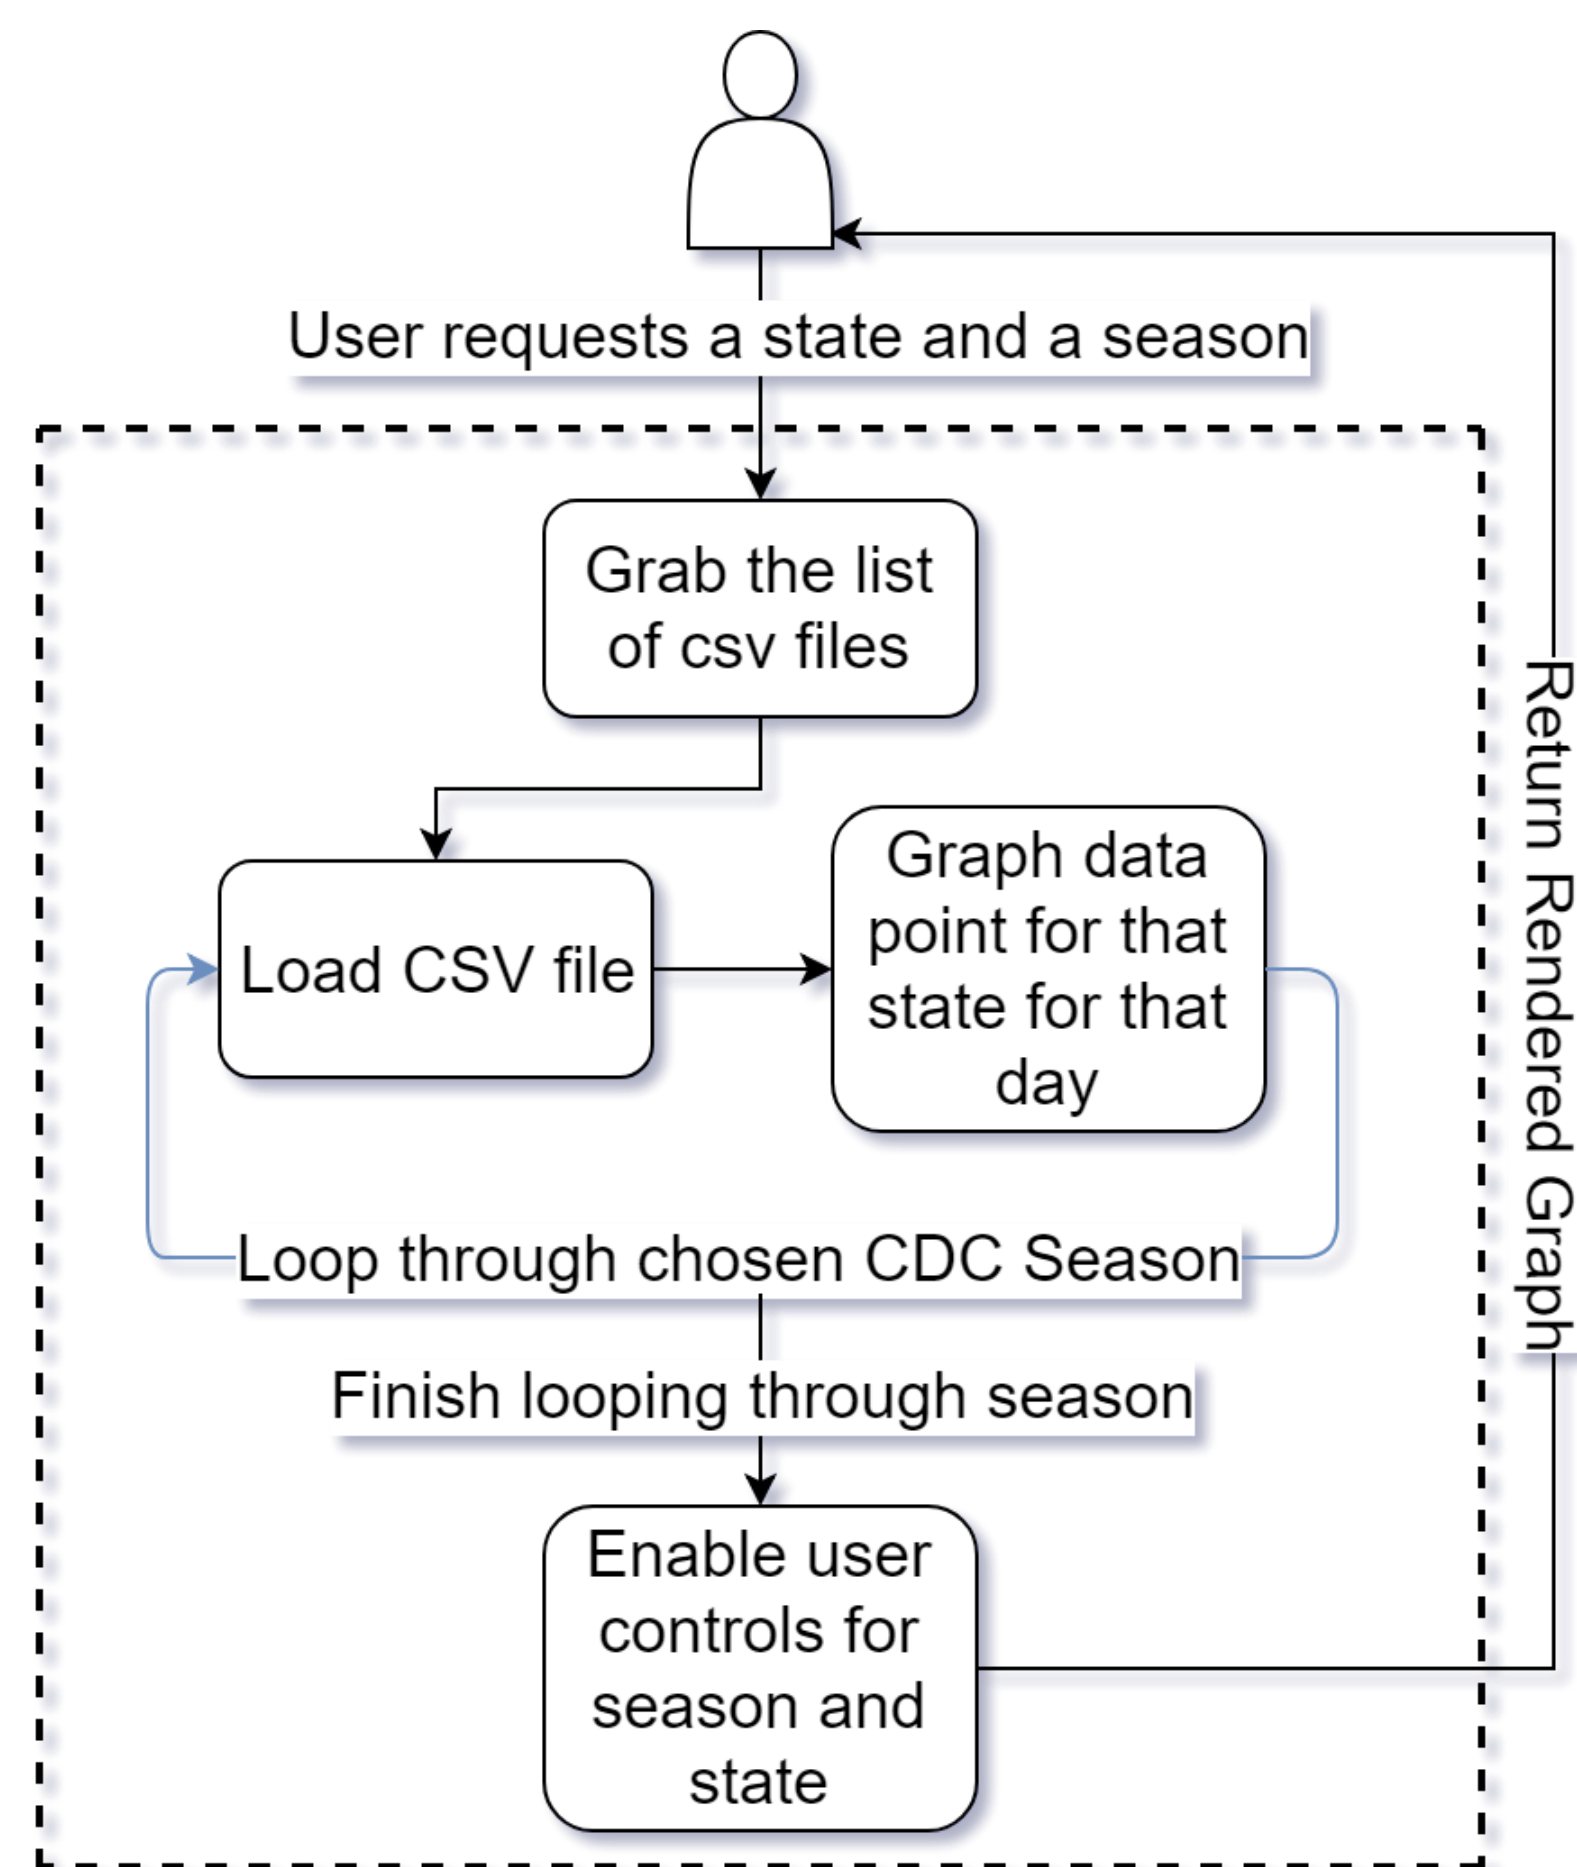 User requests a state and a season
Grab the list
of csv files
Load CSV file
Graph data
point for that
state for that
day
Loop through chosen CDC Season
Finish looping through season
Enable user
controls for
season and
state
Return Rendered Graph